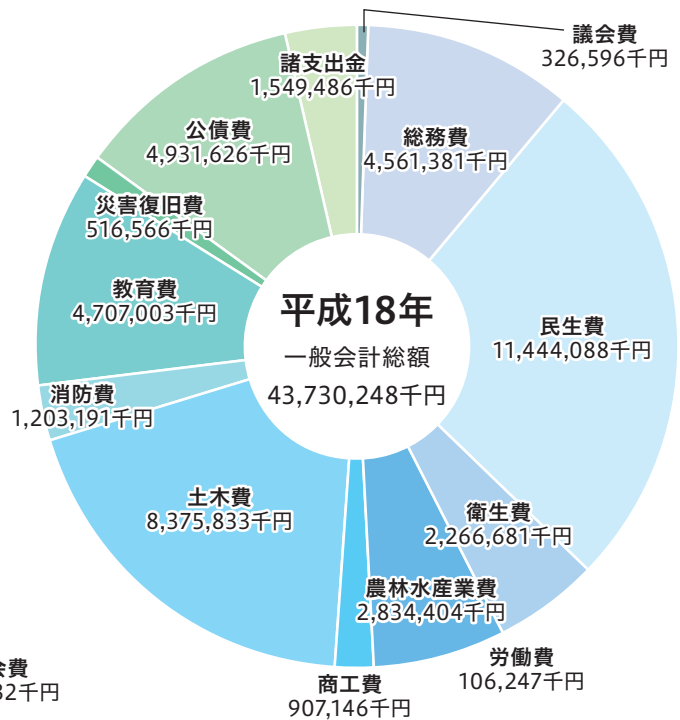 平成18年
一般会計総額
43,730,248千円
議会費
326,596千円
総務費
4,561,381千円
民生費
11,444,088千円
衛生費
2,266,681千円
労働費
106,247千円
農林水産業費
2,834,404千円
商工費
907,146千円
土木費
8,375,833千円
消防費
1,203,191千円
教育費
4,707,003千円
災害復旧費
516,566千円
公債費
4,931,626千円
諸支出金
1,549,486千円
会費
32千円